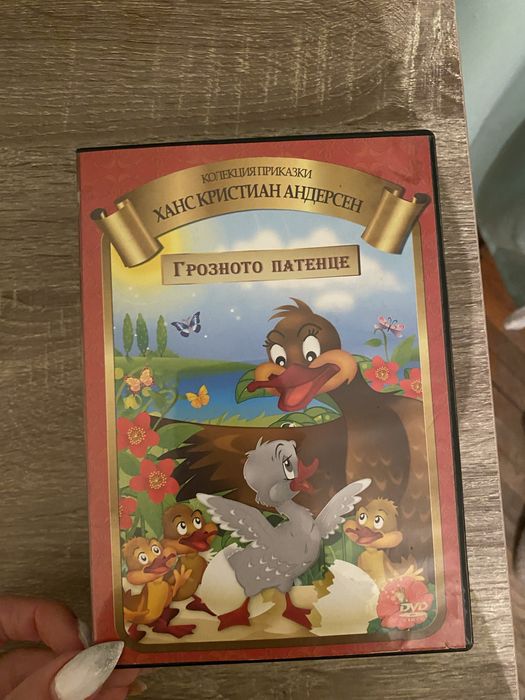 КОЛЕКЦИЯ ПРИКАЗКИ
ХАНС КРИСТИАН АНДЕРСЕН
ГРОЗНОТО ПАТЕНЦЕ
DVD